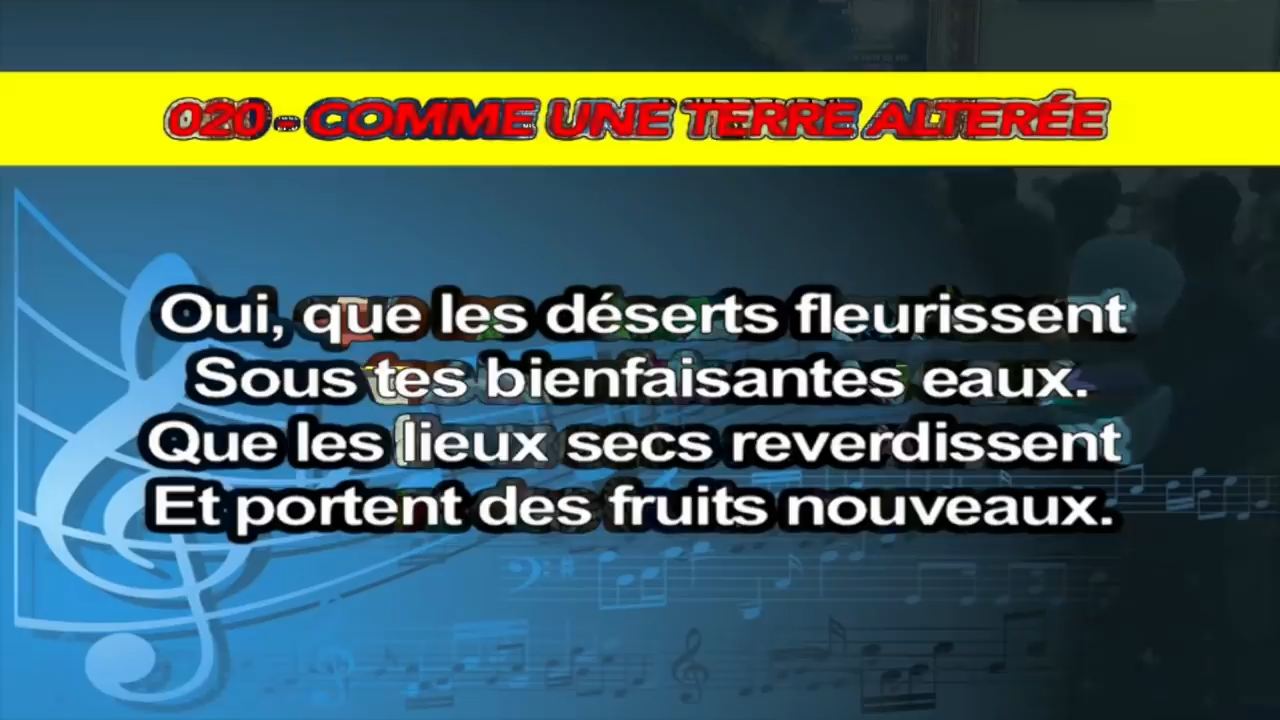 020 - COMME UNE TERRE ALTERÉE
Oui, que les déserts fleurissent
Sous tes bienfaisantes eaux.
Que les lieux secs reverdissent
Et portent des fruits nouveaux.